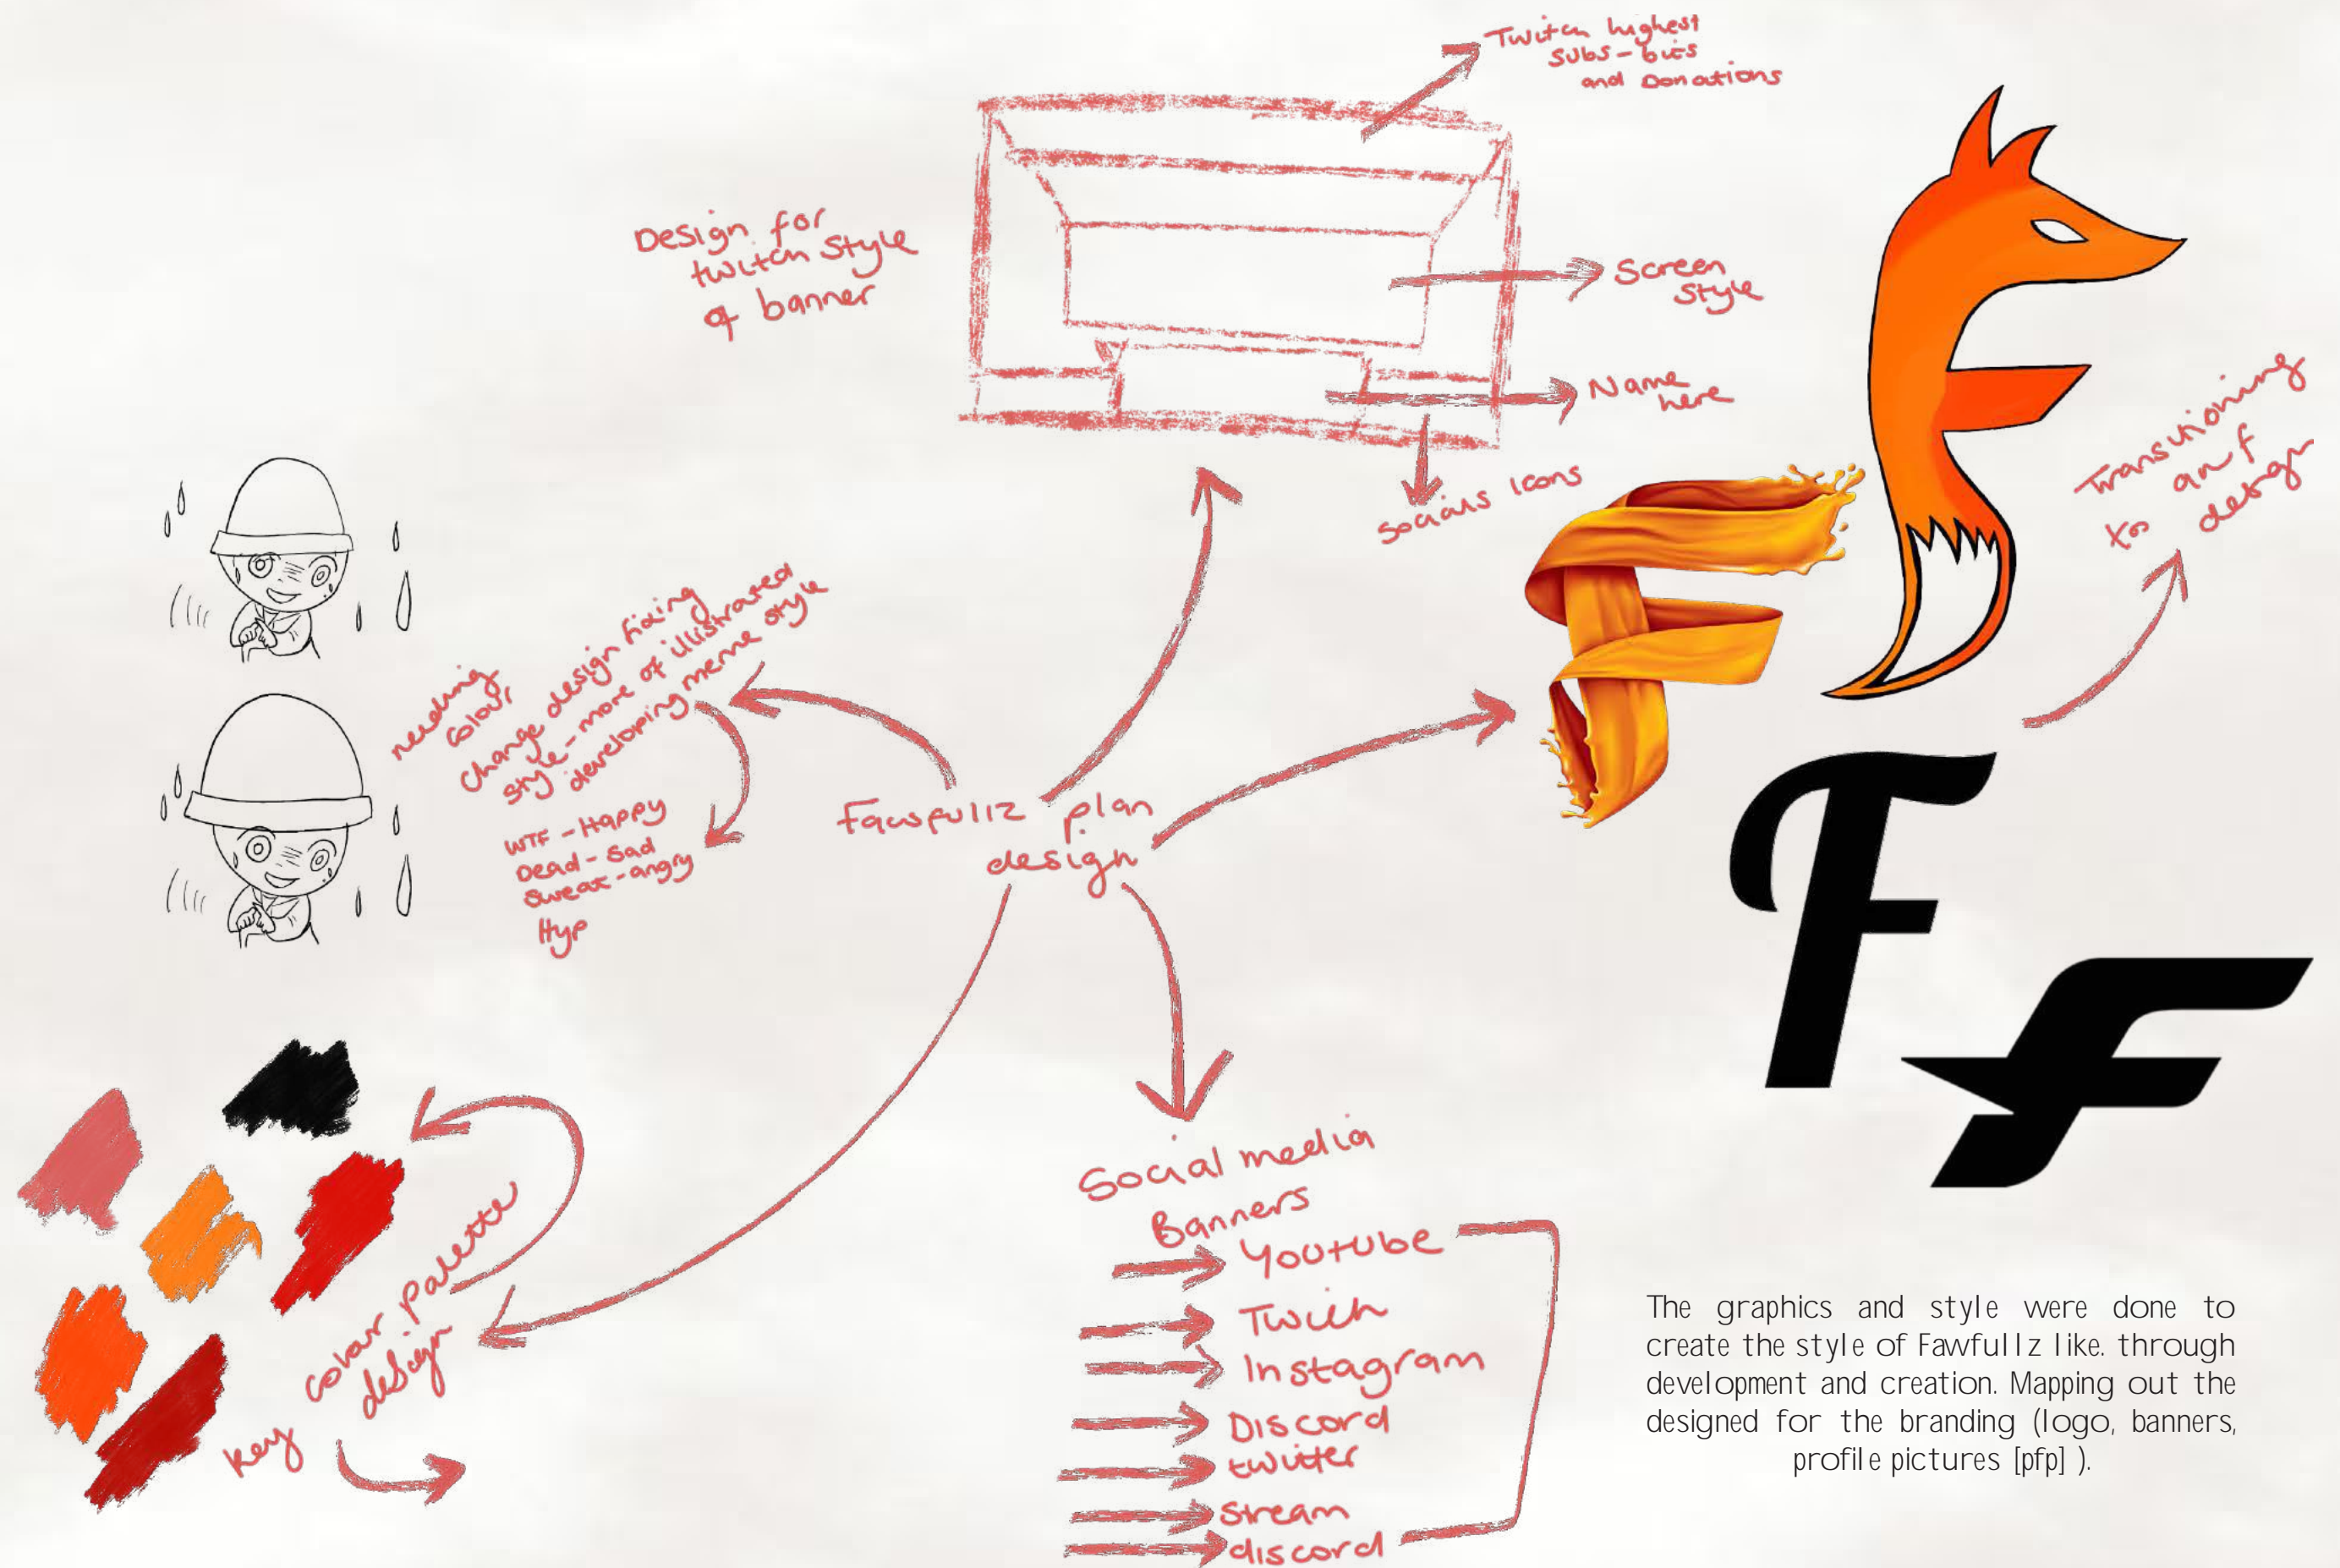 Twitch highest
subs - bits
and Donations
Design for
twitch style
of banner
Screen
style
Name
here
Socials icons
Transitioning
to an f
design
needing
colour,
change design fixing
style - more of illistrated
developing meme style
WTF - Happy
Dead - Sad
Sweat - angry
Hyp
Fawfullz plan
design
Social media
Banners
Youtube
Twich
Instagram
Discord
twitter
Stream
discord
Key colour palette
design
The graphics and style were done to
create the style of Fawfullz like. through
development and creation. Mapping out the
designed for the branding (logo, banners,
profile pictures [pfp] ).